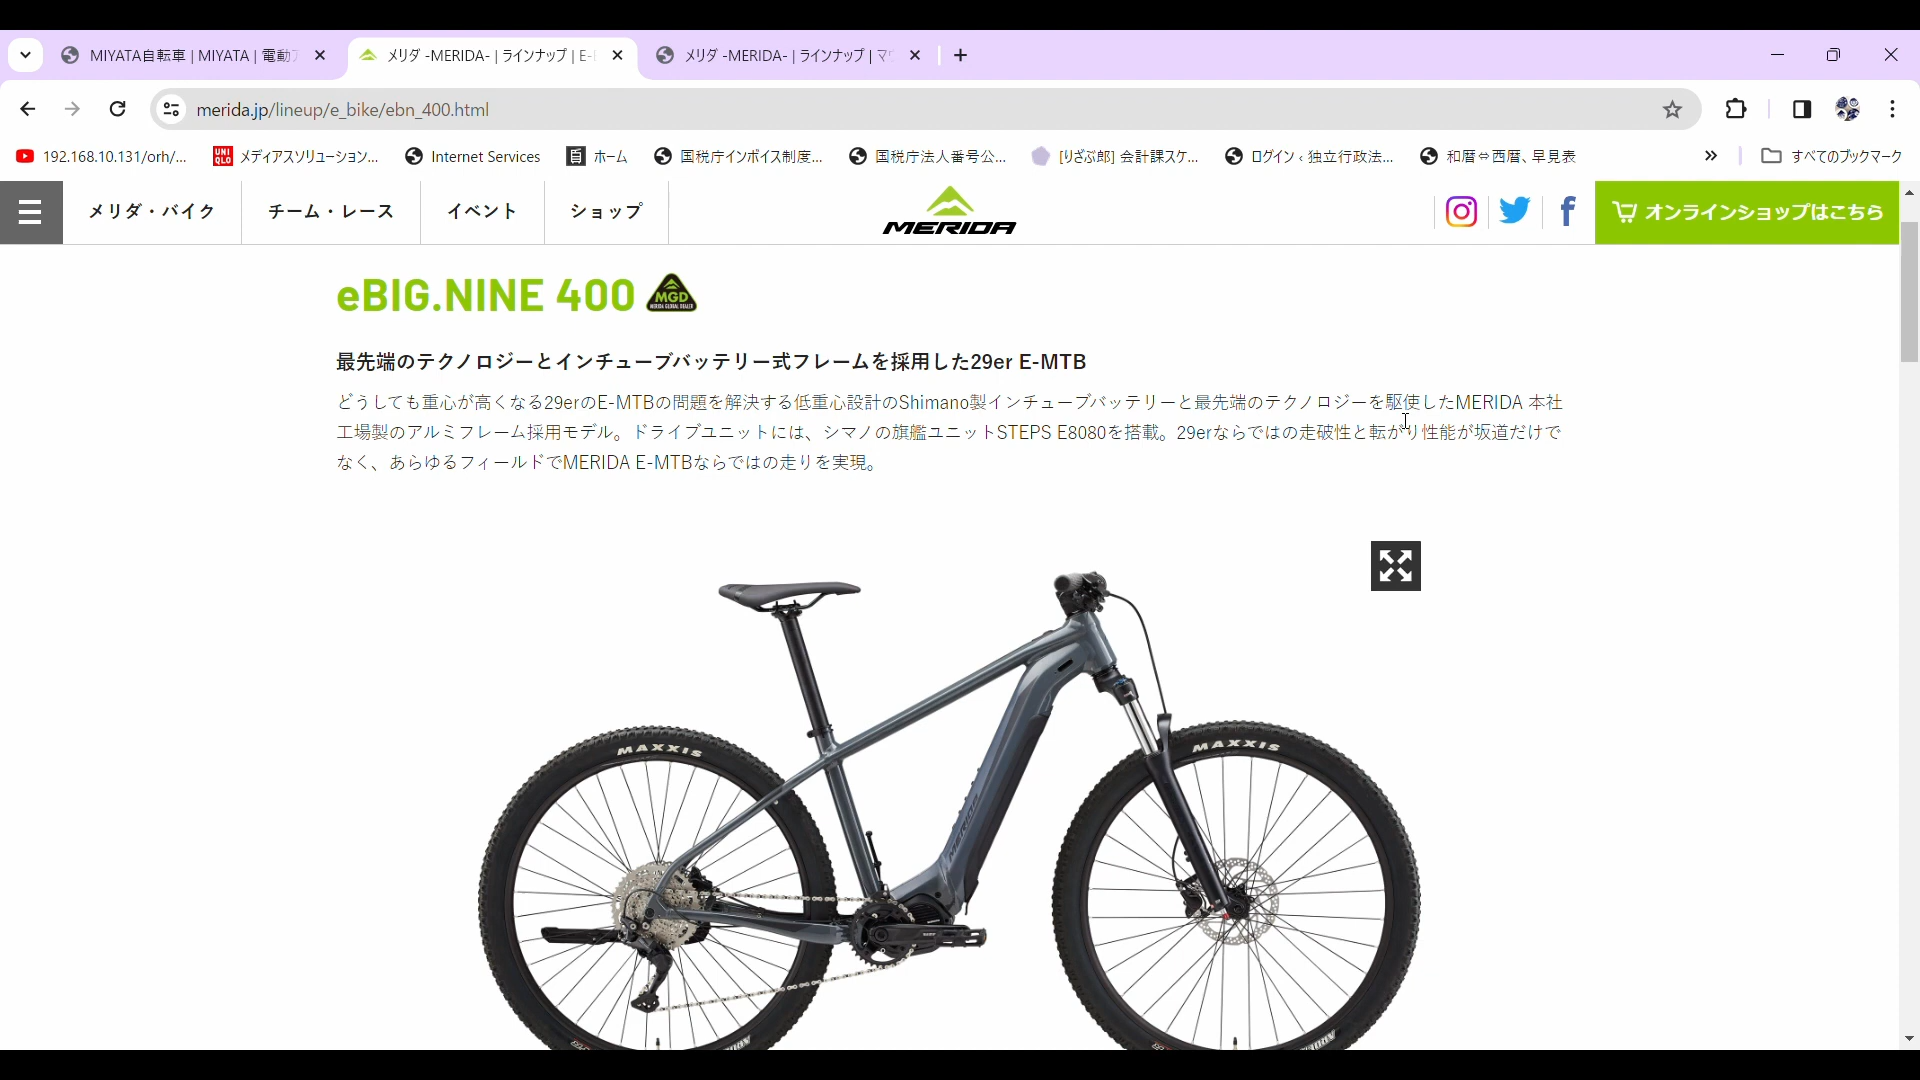 MIYATA自転車 | MIYATA | 電動ア
メリダ -MERIDA- | ラインナップ | E-
メリダ -MERIDA- | ラインナップ | マ
merida.jp/lineup/e_bike/ebn_400.html
192.168.10.131/orh/...
UNI QLO
メディアスソリューション...
Internet Services
百
ホーム
国税庁インボイス制度...
国税庁法人番号公...
[りざぶ郎] 会計課スケ...
ログイン ‹ 独立行政法...
和暦⇔西暦、早見表
»
すべてのブックマーク
メリダ・バイク
チーム・レース
イベント
ショップ
MERIDA
オンラインショップはこちら
eBIG.NINE 400
MGD
MERIDA GLOBAL DEALER
最先端のテクノロジーとインチューブバッテリー式フレームを採用した29er E-MTB
どうしても重心が高くなる29erのE-MTBの問題を解決する低重心設計のShimano製インチューブバッテリーと最先端のテクノロジーを駆使したMERIDA 本社
工場製のアルミフレーム採用モデル。ドライブユニットには、シマノの旗艦ユニットSTEPS E8080を搭載。29erならではの走破性と転がり性能が坂道だけで
なく、あらゆるフィールドでMERIDA E-MTBならではの走りを実現。
MAXXIS
MAXXIS
MERIDA